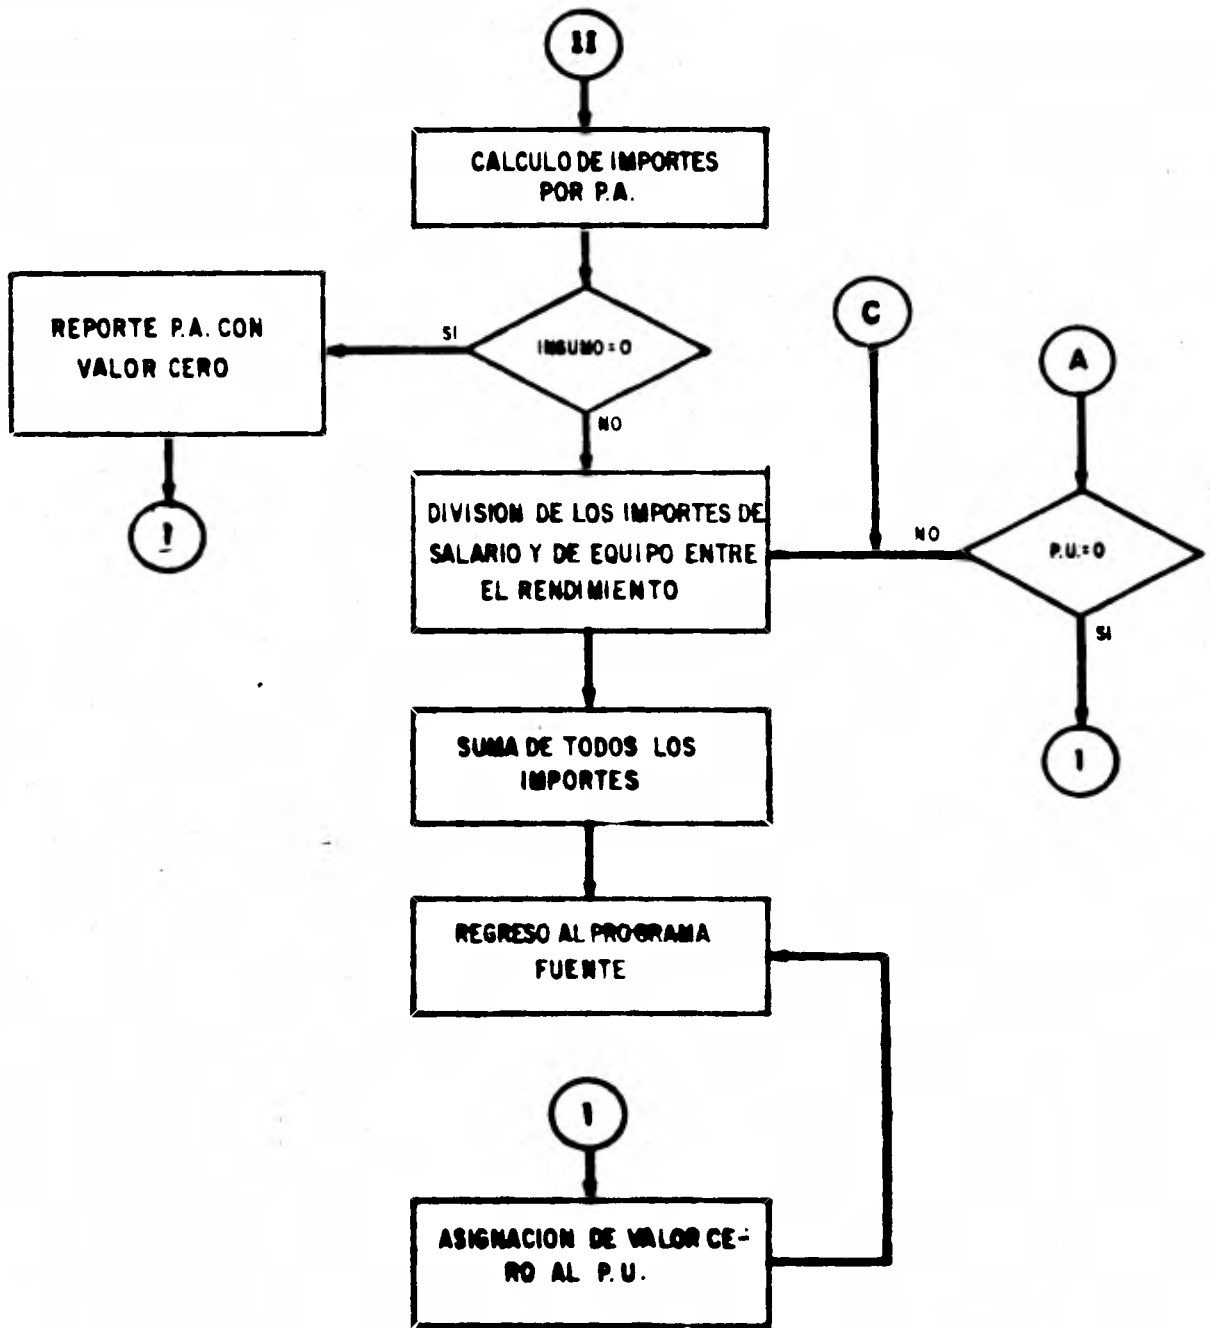 II
CALCULO DE IMPORTES
POR P.A.
INSUMO = 0
SI
NO
REPORTE P.A. CON
VALOR CERO
I
C
A
DIVISION DE LOS IMPORTES DE
SALARIO Y DE EQUIPO ENTRE
EL RENDIMIENTO
NO
P.U. = 0
SI
I
SUMA DE TODOS LOS
IMPORTES
REGRESO AL PROGRAMA
FUENTE
I
ASIGNACION DE VALOR CE-
RO AL P.U.